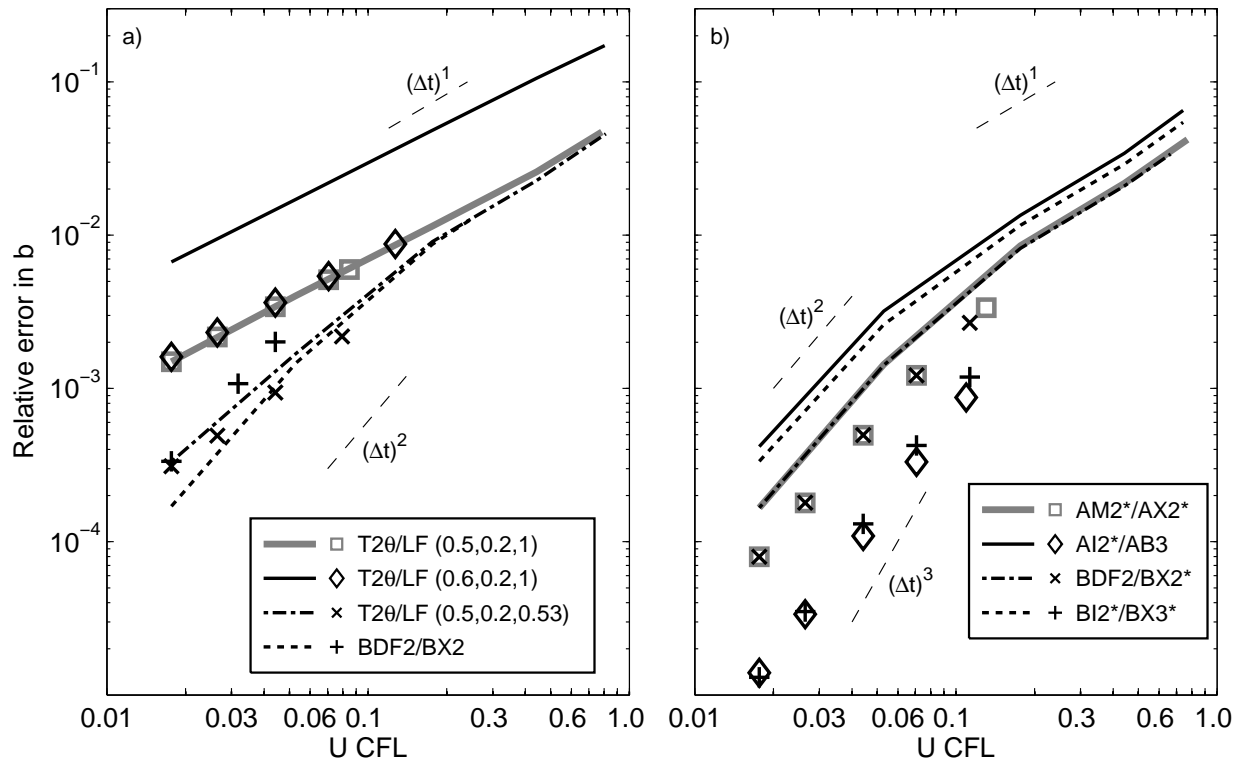 a)
(Δt)¹
10⁻¹
10⁻²
10⁻³
10⁻⁴
Relative error in b
(Δt)²
T2θ/LF (0.5,0.2,1)
T2θ/LF (0.6,0.2,1)
T2θ/LF (0.5,0.2,0.53)
BDF2/BX2
0.01 0.03 0.06 0.1 0.3 0.6 1.0
U CFL
b)
(Δt)¹
(Δt)²
(Δt)³
AM2*/AX2*
AI2*/AB3
BDF2/BX2*
BI2*/BX3*
0.01 0.03 0.06 0.1 0.3 0.6 1.0
U CFL